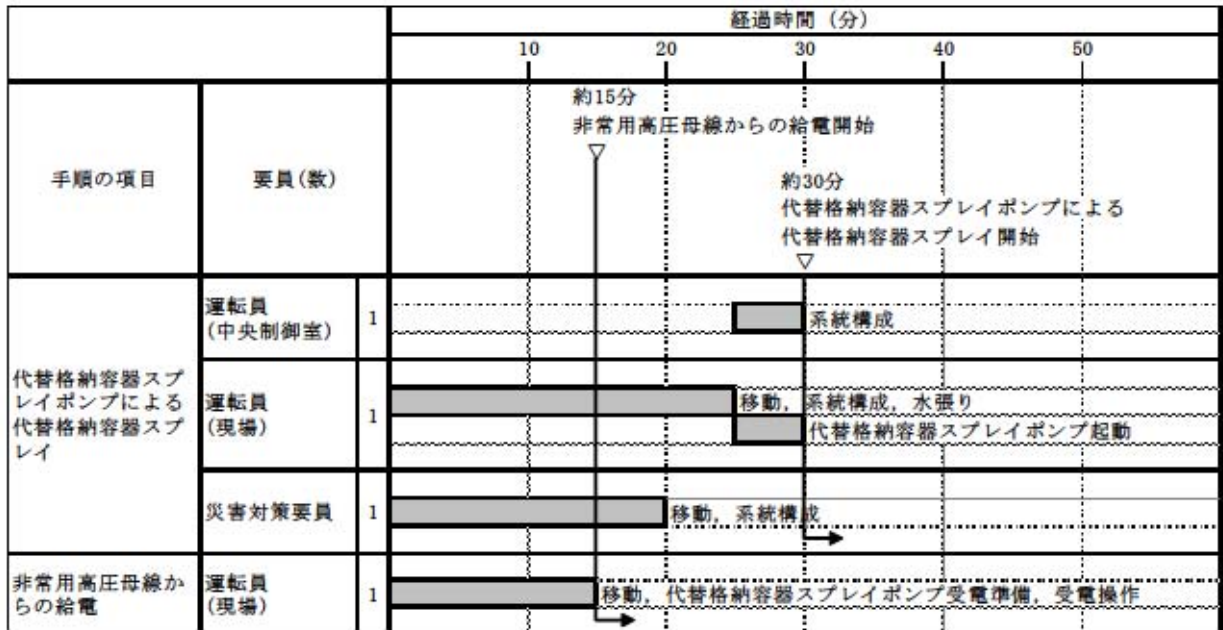 経過時間（分）
10 20 30 40 50
手順の項目
要員(数)
約15分
非常用高圧母線からの給電開始
約30分
代替格納容器スプレイポンプによる
代替格納容器スプレイ開始
代替格納容器スプ
レイポンプによる
代替格納容器スプ
レイ
運転員
(中央制御室)
1
系統構成
運転員
(現場)
1
移動，系統構成，水張り
代替格納容器スプレイポンプ起動
災害対策要員
1
移動，系統構成
非常用高圧母線か
らの給電
運転員
(現場)
1
移動，代替格納容器スプレイポンプ受電準備，受電操作